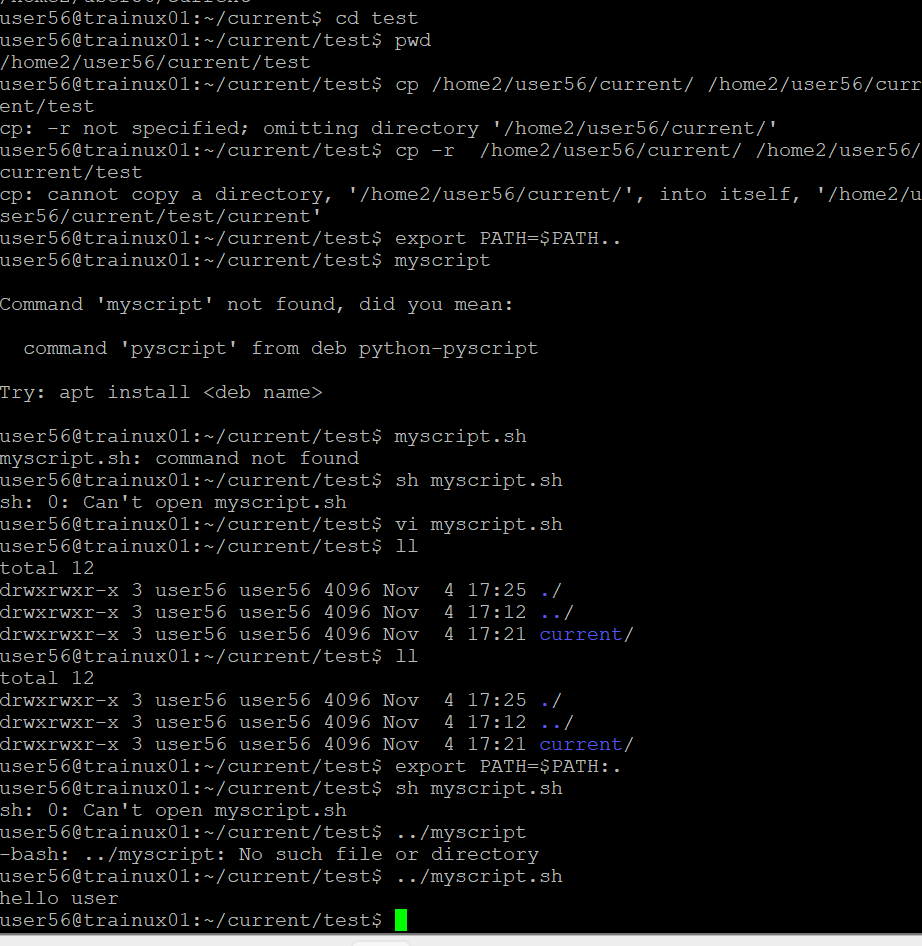 user56@trainux01:~/current$ cd test
user56@trainux01:~/current/test$ pwd
/home2/user56/current/test
user56@trainux01:~/current/test$ cp /home2/user56/current/ /home2/user56/curr
ent/test
cp: -r not specified; omitting directory '/home2/user56/current/'
user56@trainux01:~/current/test$ cp -r  /home2/user56/current/ /home2/user56/
current/test
cp: cannot copy a directory, '/home2/user56/current/', into itself, '/home2/u
ser56/current/test/current'
user56@trainux01:~/current/test$ export PATH=$PATH..
user56@trainux01:~/current/test$ myscript
Command 'myscript' not found, did you mean:
  command 'pyscript' from deb python-pyscript
Try: apt install <deb name>
user56@trainux01:~/current/test$ myscript.sh
myscript.sh: command not found
user56@trainux01:~/current/test$ sh myscript.sh
sh: 0: Can't open myscript.sh
user56@trainux01:~/current/test$ vi myscript.sh
user56@trainux01:~/current/test$ ll
total 12
drwxrwxr-x 3 user56 user56 4096 Nov  4 17:25 ./
drwxrwxr-x 3 user56 user56 4096 Nov  4 17:12 ../
drwxrwxr-x 3 user56 user56 4096 Nov  4 17:21 current/
user56@trainux01:~/current/test$ ll
total 12
drwxrwxr-x 3 user56 user56 4096 Nov  4 17:25 ./
drwxrwxr-x 3 user56 user56 4096 Nov  4 17:12 ../
drwxrwxr-x 3 user56 user56 4096 Nov  4 17:21 current/
user56@trainux01:~/current/test$ export PATH=$PATH:.
user56@trainux01:~/current/test$ sh myscript.sh
sh: 0: Can't open myscript.sh
user56@trainux01:~/current/test$ ../myscript
-bash: ../myscript: No such file or directory
user56@trainux01:~/current/test$ ../myscript.sh
hello user
user56@trainux01:~/current/test$